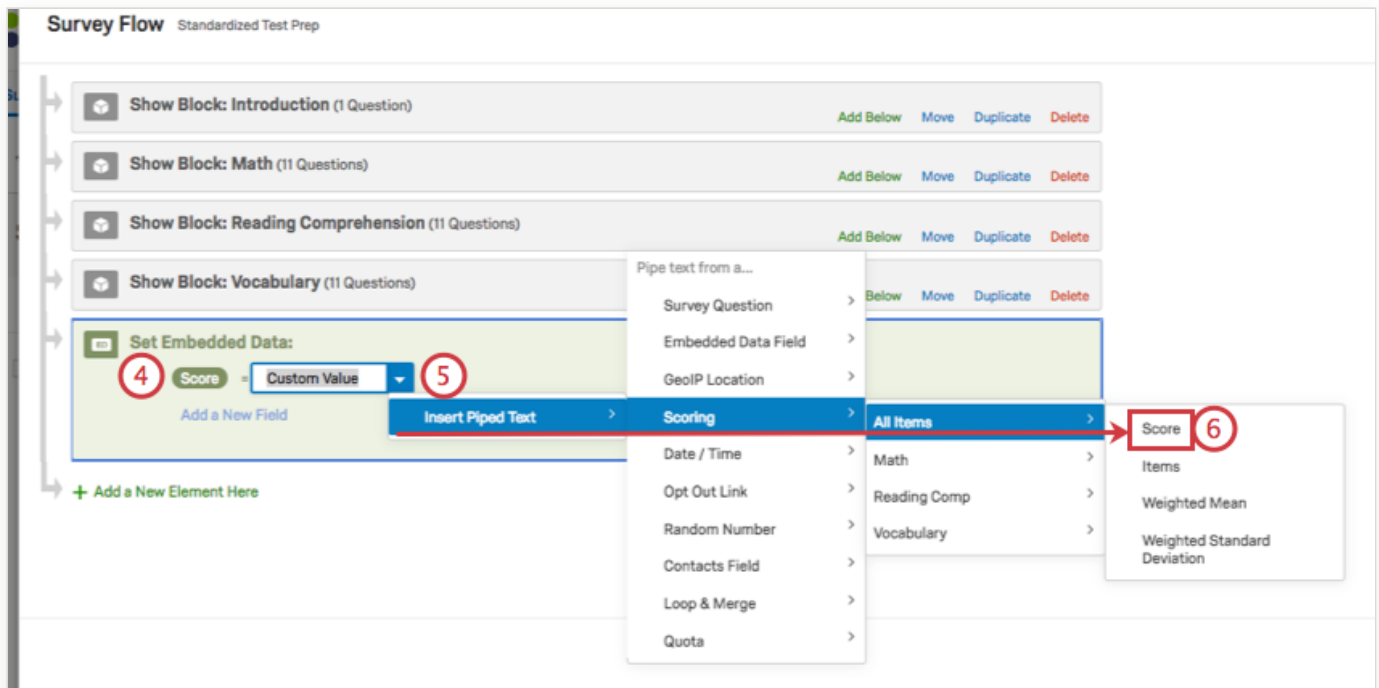 Survey Flow Standardized Test Prep
Show Block: Introduction (1 Question)
Add Below Move Duplicate Delete
Show Block: Math (11 Questions)
Add Below Move Duplicate Delete
Show Block: Reading Comprehension (11 Questions)
Add Below Move Duplicate Delete
Show Block: Vocabulary (11 Questions)
Below Move Duplicate Delete
Set Embedded Data:
4 Score = Custom Value 5
Add a New Field
Insert Piped Text
+ Add a New Element Here
Pipe text from a...
Survey Question
Embedded Data Field
GeoIP Location
Scoring
Date / Time
Opt Out Link
Random Number
Contacts Field
Loop & Merge
Quota
All Items
Math
Reading Comp
Vocabulary
Score 6
Items
Weighted Mean
Weighted Standard
Deviation